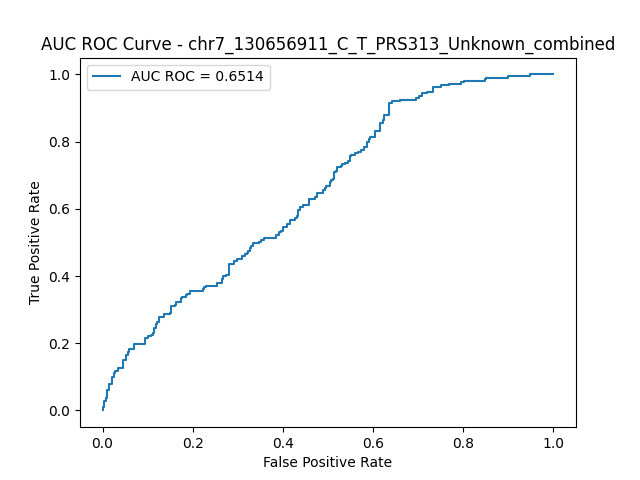 AUC ROC Curve - chr7_130656911_C_T_PRS313_Unknown_combined
AUC ROC = 0.6514
1.0
0.8
0.6
0.4
0.2
0.0
True Positive Rate
0.0 0.2 0.4 0.6 0.8 1.0
False Positive Rate